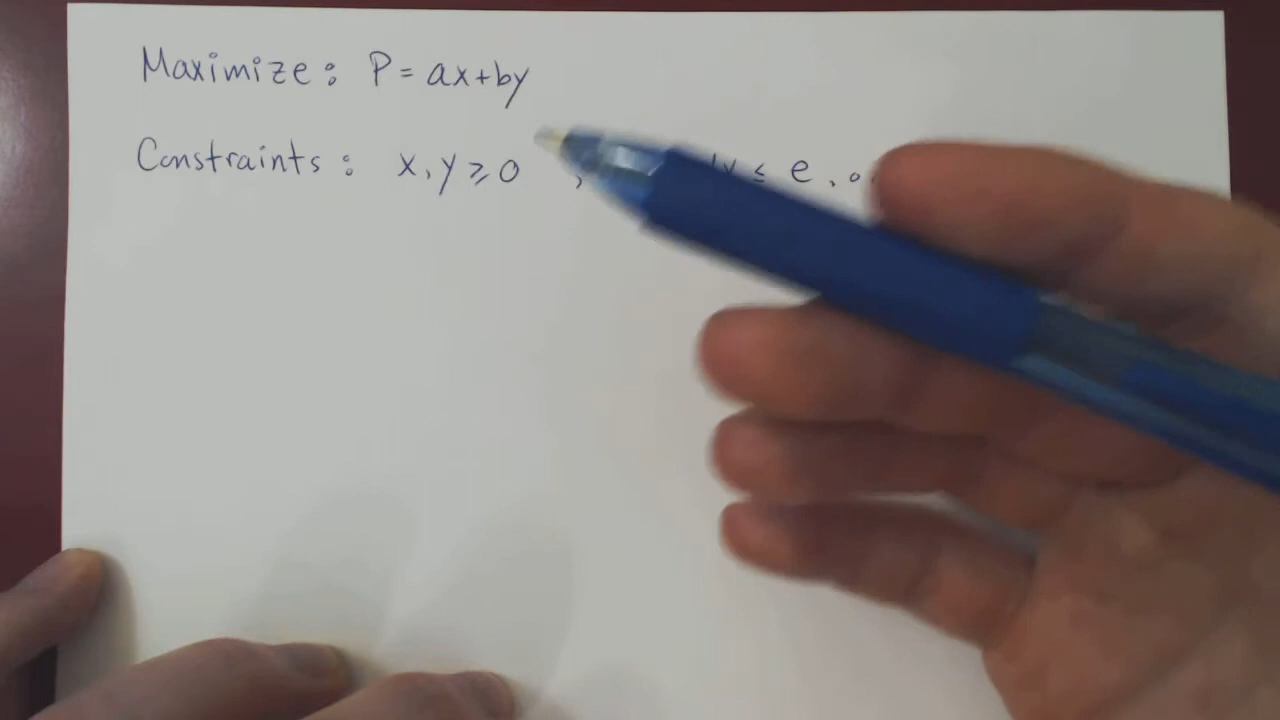 Maximize: P = ax+by
Constraints: x, y ≥ 0 , y ≤ e , ..